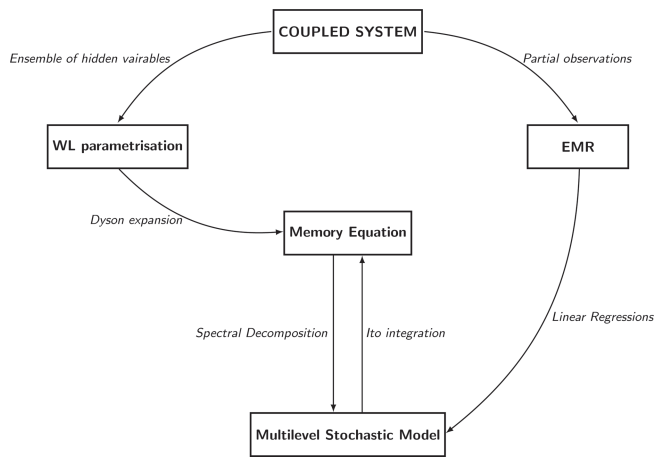 COUPLED SYSTEM
Ensemble of hidden vairables
Partial observations
WL parametrisation
EMR
Dyson expansion
Memory Equation
Linear Regressions
Spectral Decomposition
Ito integration
Multilevel Stochastic Model